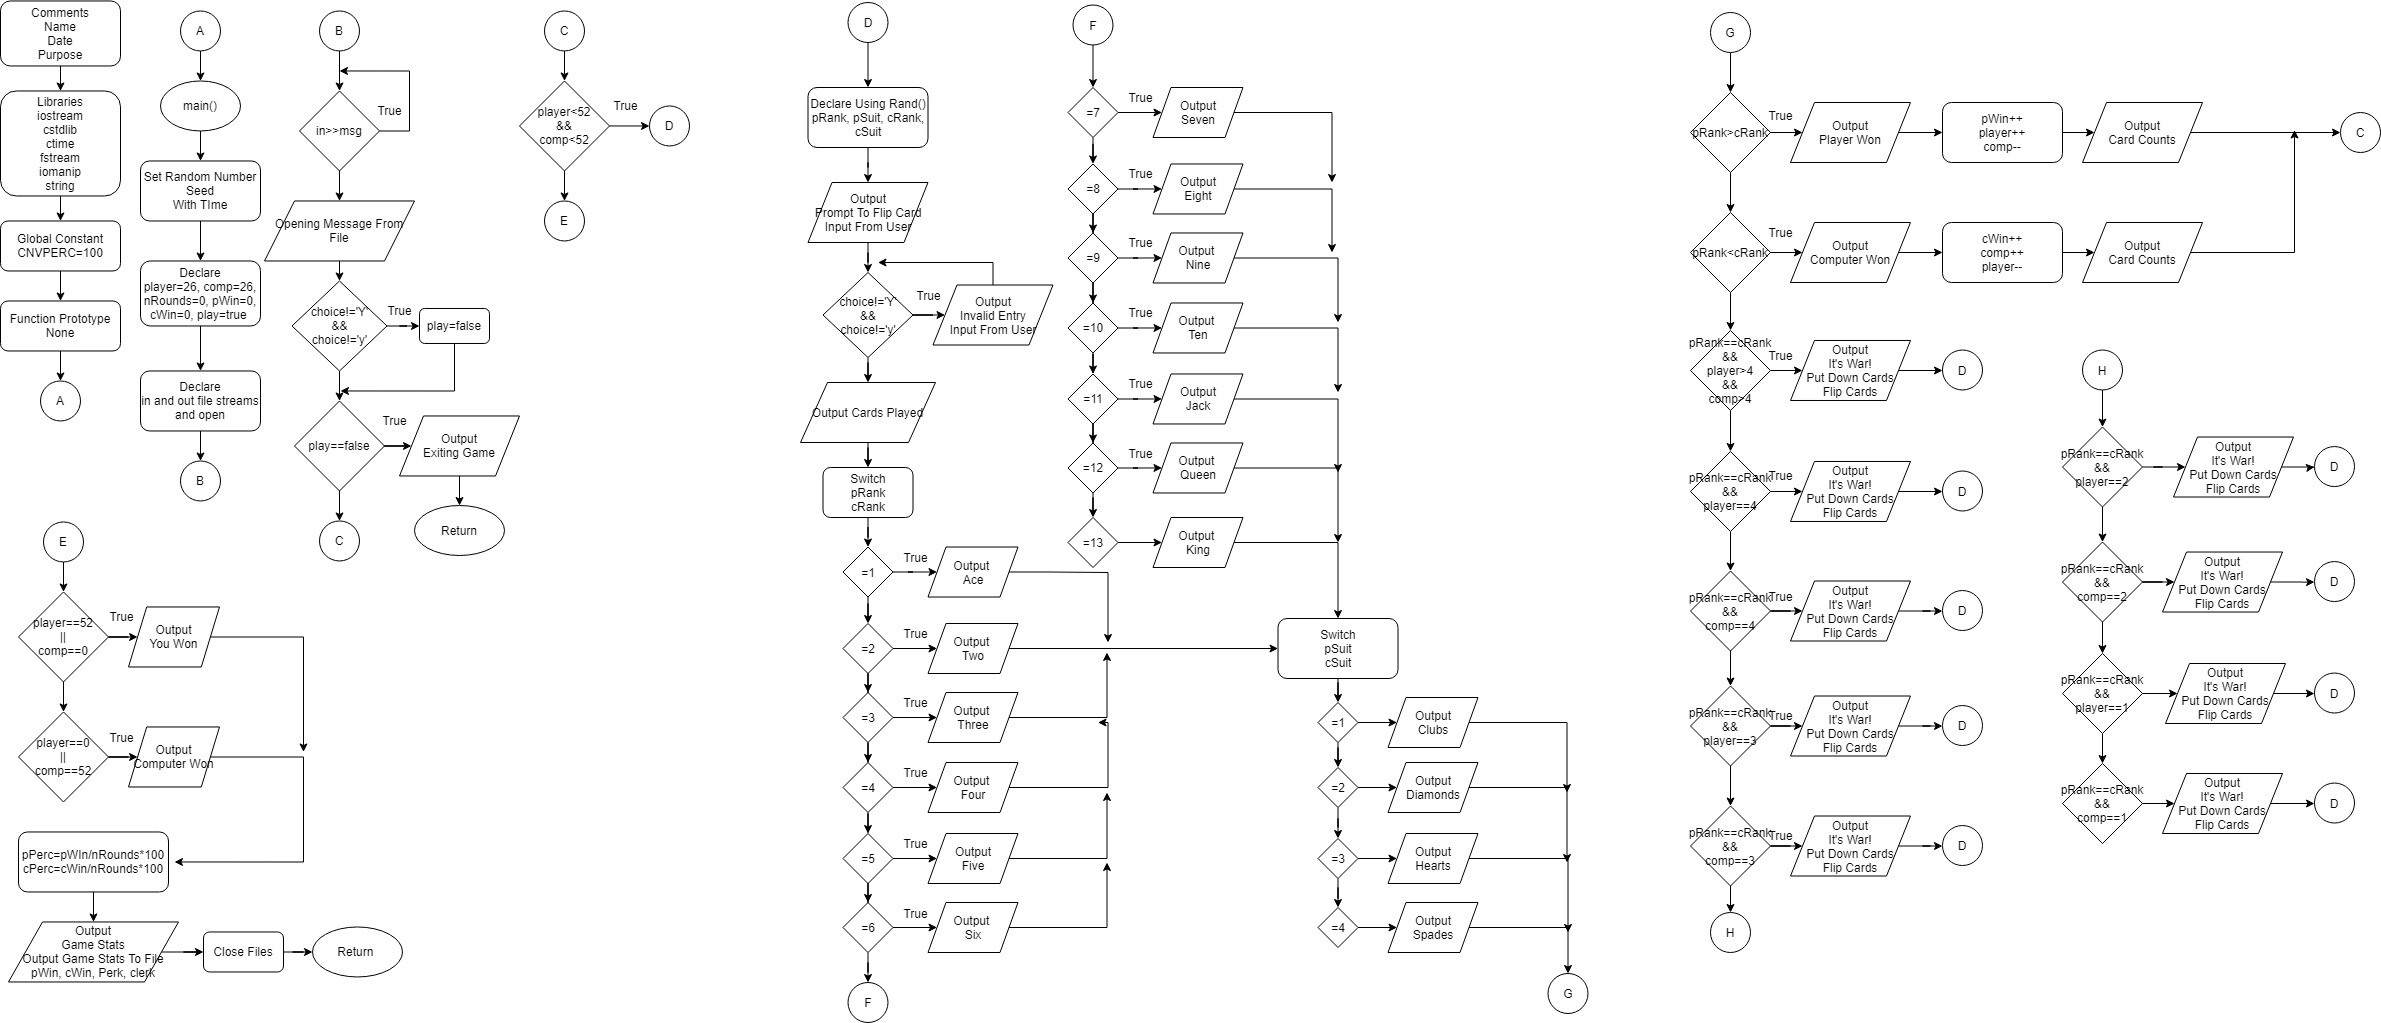 Comments
Name
Date
Purpose
Libraries
iostream
cstdlib
ctime
fstream
iomanip
string
Global Constant
CNVPERC=100
Function Prototype
None
A
A
main()
Set Random Number
Seed
With TIme
Declare
player=26, comp=26,
nRounds=0, pWin=0,
cWin=0, play=true
Declare
in and out file streams
and open
B
B
in>>msg
True
Opening Message From
File
choice!='Y'
&&
choice!='y'
True
play=false
play==false
True
Output
Exiting Game
Return
C
C
player<52
&&
comp<52
True
D
E
E
player==52
||
comp==0
True
Output
You Won
player==0
||
comp==52
True
Output
Computer Won
pPerc=pWIn/nRounds*100
cPerc=cWin/nRounds*100
Output
Game Stats
Output Game Stats To File
pWin, cWin, Perk, clerk
Close Files
Return
D
Declare Using Rand()
pRank, pSuit, cRank,
cSuit
Output
Prompt To Flip Card
Input From User
choice!='Y'
&&
choice!='y'
True
Output
Invalid Entry
Input From User
Output Cards Played
Switch
pRank
cRank
=1
True
Output
Ace
=2
True
Output
Two
=3
True
Output
Three
=4
True
Output
Four
=5
True
Output
Five
=6
True
Output
Six
F
F
=7
True
Output
Seven
=8
True
Output
Eight
=9
True
Output
Nine
=10
True
Output
Ten
=11
True
Output
Jack
=12
True
Output
Queen
=13
Output
King
Switch
pSuit
cSuit
=1
Output
Clubs
=2
Output
Diamonds
=3
Output
Hearts
=4
Output
Spades
G
G
pRank>cRank
True
Output
Player Won
pWin++
player++
comp--
Output
Card Counts
C
pRank<cRank
True
Output
Computer Won
cWin++
comp++
player--
Output
Card Counts
pRank==cRank
&&
player>4
&&
comp>4
True
Output
It's War!
Put Down Cards
Flip Cards
D
pRank==cRank
&&
player==4
True
Output
It's War!
Put Down Cards
Flip Cards
D
pRank==cRank
&&
comp==4
True
Output
It's War!
Put Down Cards
Flip Cards
D
pRank==cRank
&&
player==3
True
Output
It's War!
Put Down Cards
Flip Cards
D
pRank==cRank
&&
comp==3
True
Output
It's War!
Put Down Cards
Flip Cards
D
H
H
pRank==cRank
&&
player==2
Output
It's War!
Put Down Cards
Flip Cards
D
pRank==cRank
&&
comp==2
Output
It's War!
Put Down Cards
Flip Cards
D
pRank==cRank
&&
player==1
Output
It's War!
Put Down Cards
Flip Cards
D
pRank==cRank
&&
comp==1
Output
It's War!
Put Down Cards
Flip Cards
D